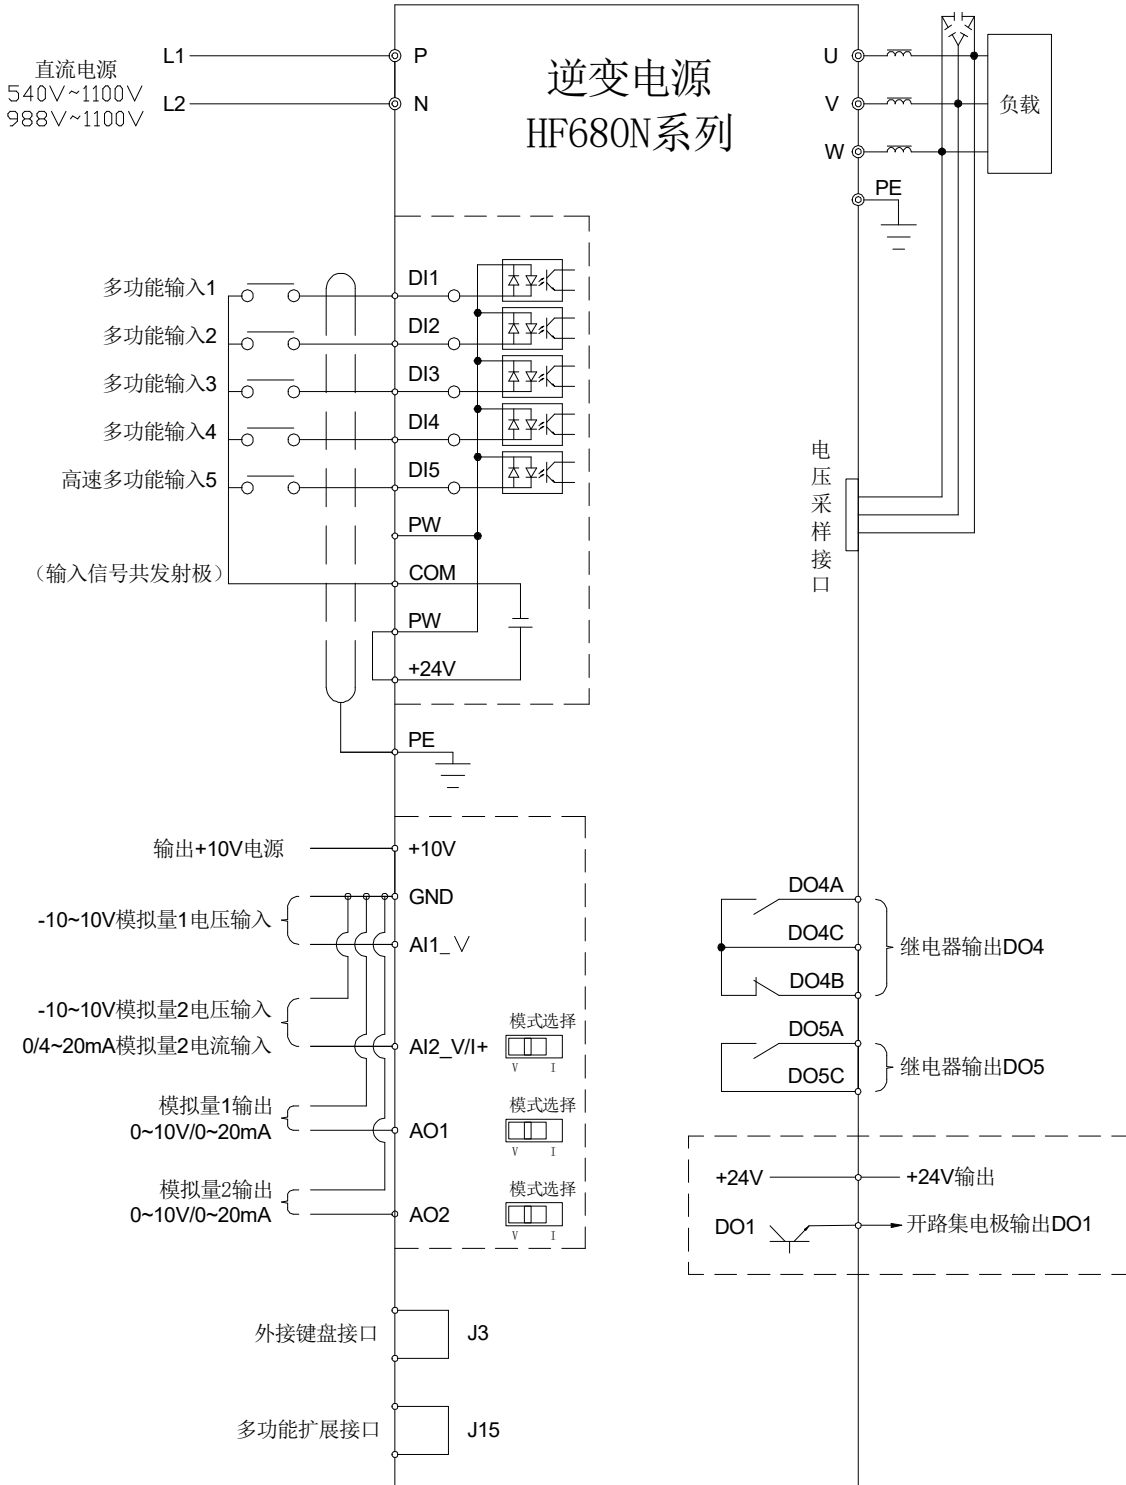 L1
P
直流电源
540V~1100V
988V~1100V
L2
N
逆变电源
HF680N系列
U
V
W
负载
PE
多功能输入1
DI1
多功能输入2
DI2
多功能输入3
DI3
多功能输入4
DI4
高速多功能输入5
DI5
PW
(输入信号共发射极)
COM
PW
+24V
PE
电压采样接口
输出+10V电源
+10V
GND
-10~10V模拟量1电压输入
AI1_V
-10~10V模拟量2电压输入
0/4~20mA模拟量2电流输入
AI2_V/I+
模式选择
V I
模拟量1输出
0~10V/0~20mA
AO1
模式选择
V I
模拟量2输出
0~10V/0~20mA
AO2
模式选择
V I
DO4A
DO4C
继电器输出DO4
DO4B
DO5A
继电器输出DO5
DO5C
+24V
+24V输出
DO1
开路集电极输出DO1
外接键盘接口
J3
多功能扩展接口
J15